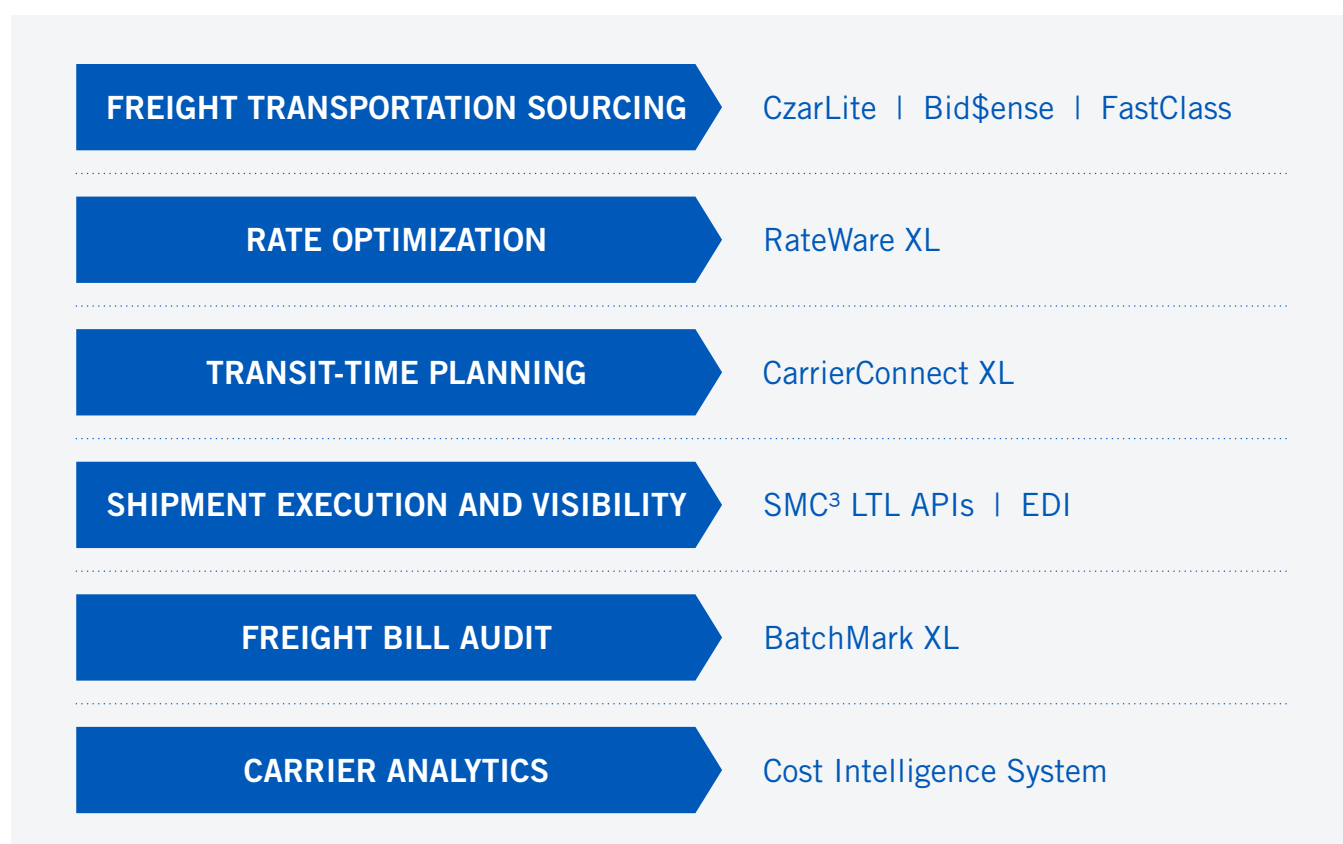 FREIGHT TRANSPORTATION SOURCING CzarLite | Bid$ense | FastClass
RATE OPTIMIZATION RateWare XL
TRANSIT-TIME PLANNING CarrierConnect XL
SHIPMENT EXECUTION AND VISIBILITY SMC³ LTL APIs | EDI
FREIGHT BILL AUDIT BatchMark XL
CARRIER ANALYTICS Cost Intelligence System